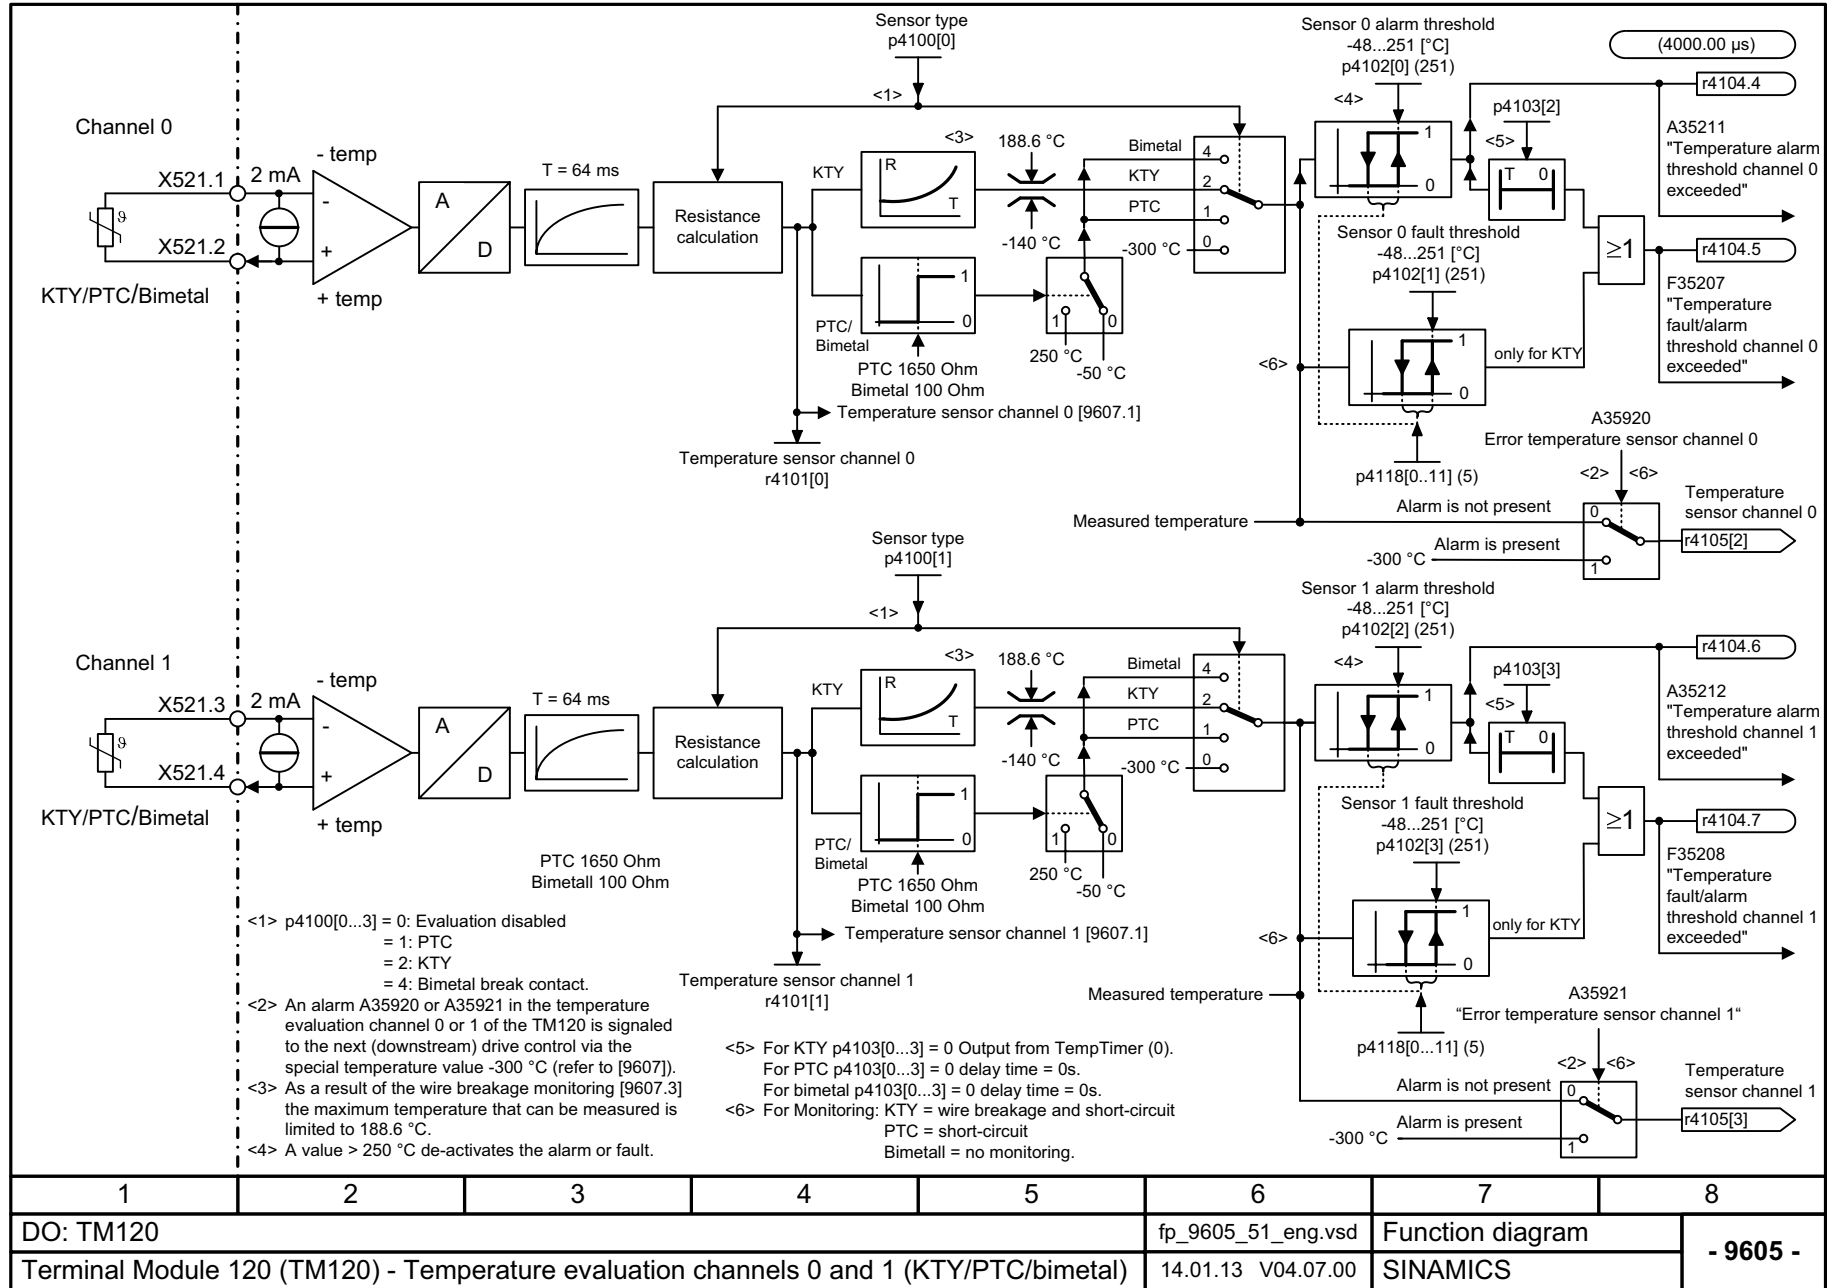 Sensor type
p4100[0]
Sensor 0 alarm threshold
-48...251 [°C]
p4102[0] (251)
(4000.00 µs)
r4104.4
<1>
<4>
p4103[2]
<5>
Channel 0
- temp
X521.1
2 mA
-
A
D
T = 64 ms
Resistance
calculation
KTY
<3>
R
T
188.6 °C
-140 °C
Bimetal
4
KTY
2
PTC
1
-300 °C
0
1
0
T
0
A35211
"Temperature alarm
threshold channel 0
exceeded"
ϑ
X521.2
+
+ temp
KTY/PTC/Bimetal
Sensor 0 fault threshold
-48...251 [°C]
p4102[1] (251)
≥1
r4104.5
F35207
"Temperature
fault/alarm
threshold channel 0
exceeded"
PTC/
Bimetal
1
0
PTC 1650 Ohm
Bimetal 100 Ohm
1
0
250 °C
-50 °C
<6>
1
0
only for KTY
Temperature sensor channel 0 [9607.1]
Temperature sensor channel 0
r4101[0]
p4118[0..11] (5)
A35920
Error temperature sensor channel 0
<2>
<6>
Measured temperature
Alarm is not present
0
Temperature
sensor channel 0
r4105[2]
-300 °C
Alarm is present
1
Sensor type
p4100[1]
Sensor 1 alarm threshold
-48...251 [°C]
p4102[2] (251)
r4104.6
<1>
<4>
p4103[3]
<5>
Channel 1
- temp
X521.3
2 mA
-
A
D
T = 64 ms
Resistance
calculation
KTY
<3>
R
T
188.6 °C
-140 °C
Bimetal
4
KTY
2
PTC
1
-300 °C
0
1
0
T
0
A35212
"Temperature alarm
threshold channel 1
exceeded"
ϑ
X521.4
+
+ temp
KTY/PTC/Bimetal
Sensor 1 fault threshold
-48...251 [°C]
p4102[3] (251)
≥1
r4104.7
F35208
"Temperature
fault/alarm
threshold channel 1
exceeded"
PTC/
Bimetal
1
0
PTC 1650 Ohm
Bimetal 100 Ohm
1
0
250 °C
-50 °C
<6>
1
0
only for KTY
PTC 1650 Ohm
Bimetall 100 Ohm
Temperature sensor channel 1 [9607.1]
Temperature sensor channel 1
r4101[1]
p4118[0...11] (5)
A35921
“Error temperature sensor channel 1“
<2>
<6>
Measured temperature
Alarm is not present
0
Temperature
sensor channel 1
r4105[3]
-300 °C
Alarm is present
1
<1> p4100[0...3] = 0: Evaluation disabled
= 1: PTC
= 2: KTY
= 4: Bimetal break contact.
<2> An alarm A35920 or A35921 in the temperature
evaluation channel 0 or 1 of the TM120 is signaled
to the next (downstream) drive control via the
special temperature value -300 °C (refer to [9607]).
<3> As a result of the wire breakage monitoring [9607.3]
the maximum temperature that can be measured is
limited to 188.6 °C.
<4> A value > 250 °C de-activates the alarm or fault.
<5> For KTY p4103[0...3] = 0 Output from TempTimer (0).
For PTC p4103[0...3] = 0 delay time = 0s.
For bimetal p4103[0...3] = 0 delay time = 0s.
<6> For Monitoring: KTY = wire breakage and short-circuit
PTC = short-circuit
Bimetall = no monitoring.
1 2 3 4 5 6 7 8
DO: TM120
fp_9605_51_eng.vsd
Function diagram
- 9605 -
Terminal Module 120 (TM120) - Temperature evaluation channels 0 and 1 (KTY/PTC/bimetal)
14.01.13 V04.07.00
SINAMICS